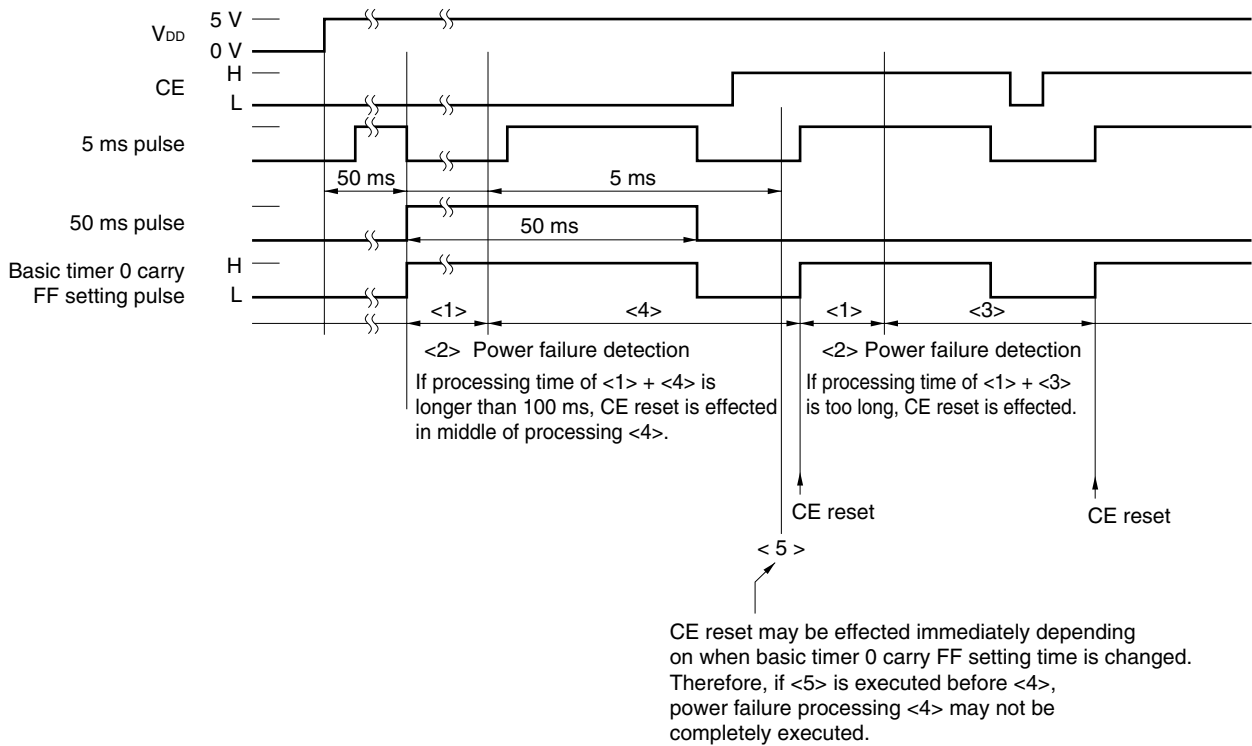 5 V
VDD
0 V
H
CE
L
5 ms pulse
50 ms
5 ms
50 ms pulse
50 ms
Basic timer 0 carry
FF setting pulse
H
L
<1>
<4>
<1>
<3>
<2> Power failure detection
If processing time of <1> + <4> is
longer than 100 ms, CE reset is effected
in middle of processing <4>.
<2> Power failure detection
If processing time of <1> + <3>
is too long, CE reset is effected.
CE reset
CE reset
< 5 >
CE reset may be effected immediately depending
on when basic timer 0 carry FF setting time is changed.
Therefore, if <5> is executed before <4>,
power failure processing <4> may not be
completely executed.